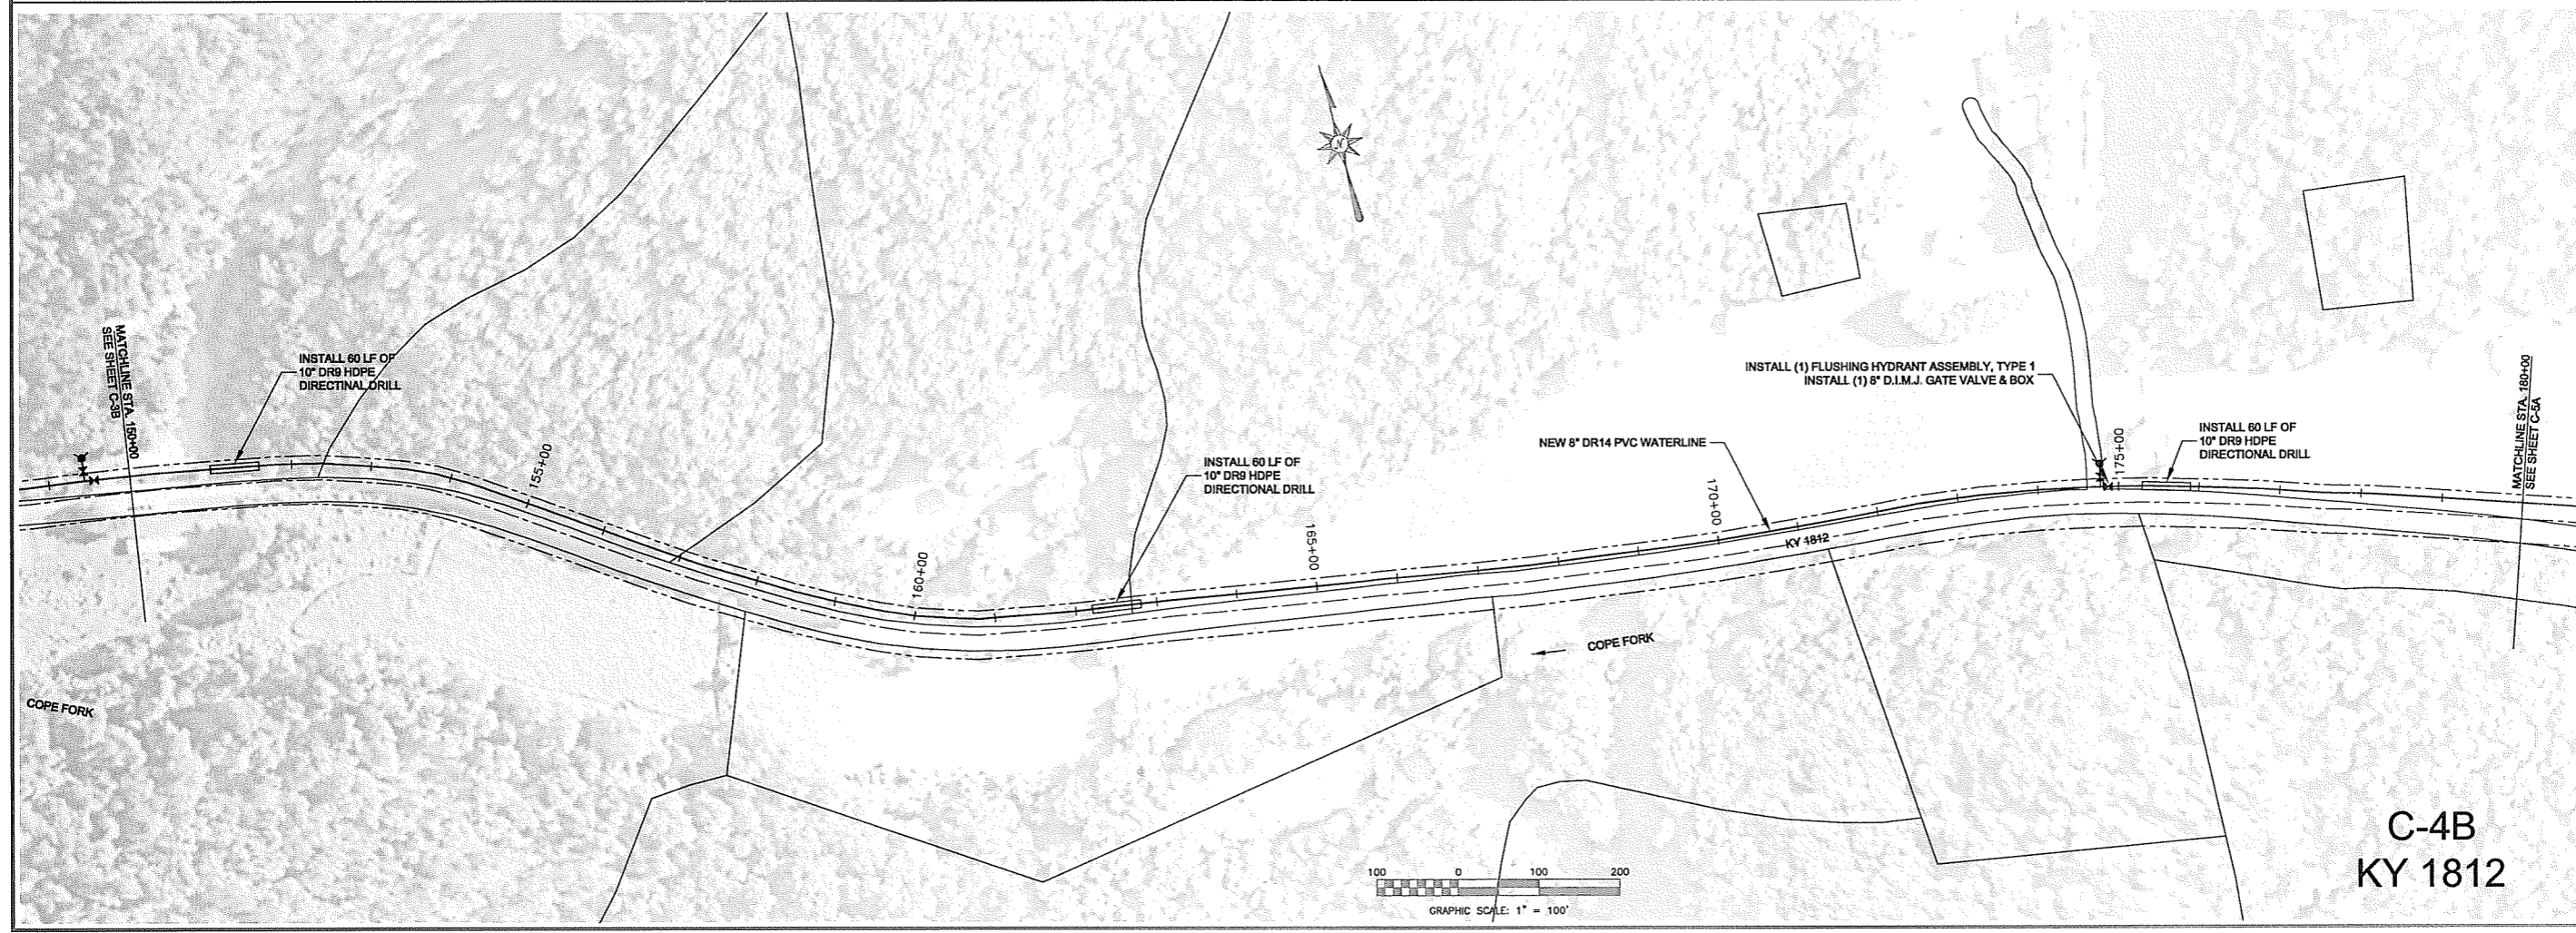 MATCHLINE STA. 150+00
SEE SHEET C-3B
INSTALL 60 LF OF
10" DR9 HDPE
DIRECTINAL DRILL
155+00
160+00
INSTALL 60 LF OF
10" DR9 HDPE
DIRECTIONAL DRILL
165+00
N
NEW 8" DR14 PVC WATERLINE
170+00
KY 1812
INSTALL (1) FLUSHING HYDRANT ASSEMBLY, TYPE 1
INSTALL (1) 8" D.I.M.J. GATE VALVE & BOX
175+00
INSTALL 60 LF OF
10" DR9 HDPE
DIRECTIONAL DRILL
MATCHLINE STA. 180+00
SEE SHEET C-5A
COPE FORK
COPE FORK
100 0 100 200
GRAPHIC SCALE: 1" = 100'
C-4B
KY 1812